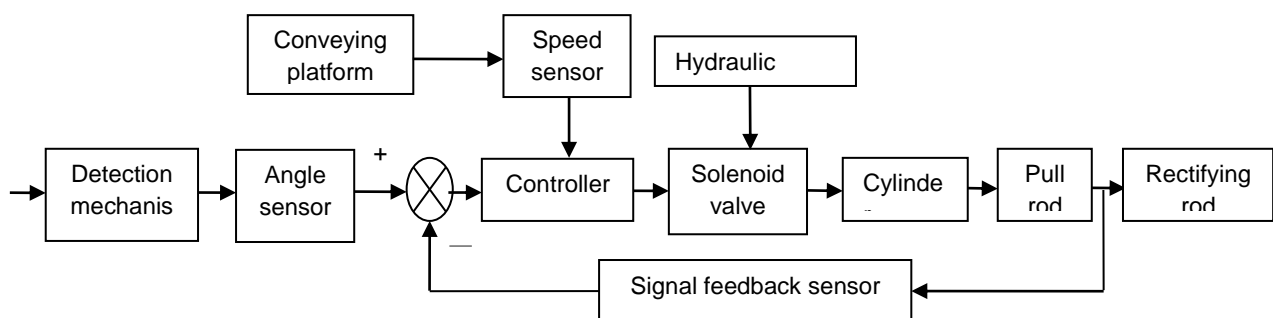 Conveying
platform
Speed
sensor
Hydraulic
+
Detection
mechanis
Angle
sensor
Controller
Solenoid
valve
Cylinde
Pull
rod
Rectifying
rod
—
Signal feedback sensor